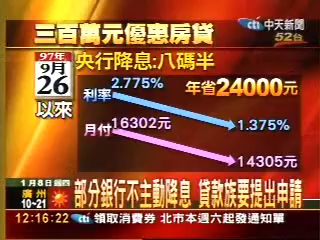 三百萬元優惠房貸
cti 中天新聞
52台
97年
9月
26
以來
央行降息:八碼半
利率
2.775%
年省24000元
1.375%
月付
16302元
14305元
1月8日週四
廣州
10~21
部分銀行不主動降息 貸款族要提出申請
12:16:22 cti 領取消費券 北市本週六起發通知單